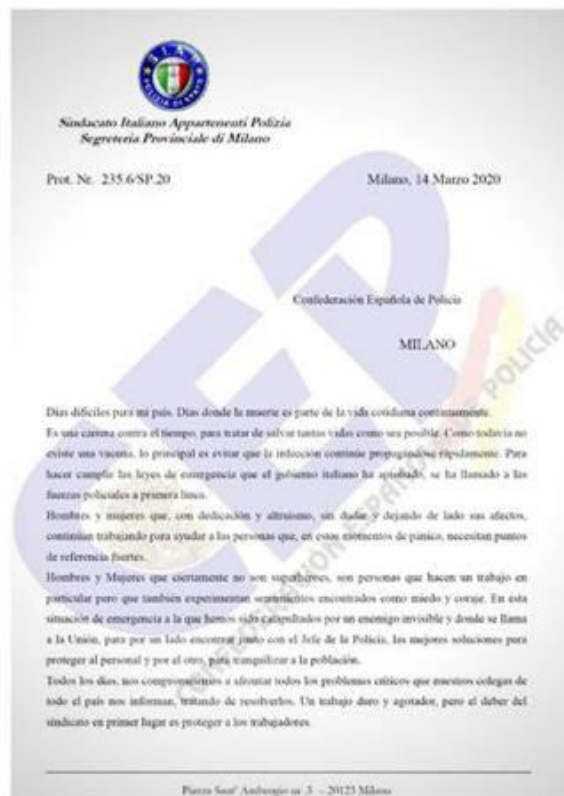 S.I.A.P.
POLIZIA DI STATO
Sindacato Italiano Appartenenti Polizia
Segreteria Provinciale di Milano
Prot. Nr. 235.6/SP.20 Milano, 14 Marzo 2020
Confederación Española de Policía
MILANO
Días difíciles para mi país. Días donde la muerte es parte de la vida cotidiana continuamente.
Es una carrera contra el tiempo, para tratar de salvar tantas vidas como sea posible. Como todavía no
existe una vacuna, lo principal es evitar que la infección continúe propagándose rápidamente. Para
hacer cumplir las leyes de emergencia que el gobierno italiano ha aprobado, se ha llamado a las
fuerzas policiales a primera línea.
Hombres y mujeres que, con dedicación y altruismo, sin dudar y dejando de lado sus afectos,
continúan trabajando para ayudar a las personas que, en estos momentos de pánico, necesitan puntos
de referencia fuertes.
Hombres y Mujeres que ciertamente no son superhéroes, son personas que hacen un trabajo en
particular pero que también experimentan sentimientos encontrados como miedo y coraje. En esta
situación de emergencia a la que hemos sido catapultados por un enemigo invisible y donde se llama
a la Unión, para por un lado encontrar junto con el Jefe de la Policía, las mejores soluciones para
proteger al personal y por el otro, para tranquilizar a la población.
Todos los días, nos comprometemos a afrontar todos los problemas críticos que nuestros colegas de
todo el país nos informan, tratando de resolverlos. Un trabajo duro y agotador, pero el deber del
sindicato en primer lugar es proteger a los trabajadores.
CEP
CONFEDERACIÓN ESPAÑOLA DE POLICÍA
Piazza Sant' Ambrogio nr. 3 – 20123 Milano